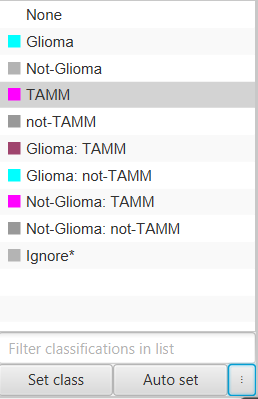 None
Glioma
Not-Glioma
TAMM
not-TAMM
Glioma: TAMM
Glioma: not-TAMM
Not-Glioma: TAMM
Not-Glioma: not-TAMM
Ignore*
Filter classifications in list
Set class Auto set